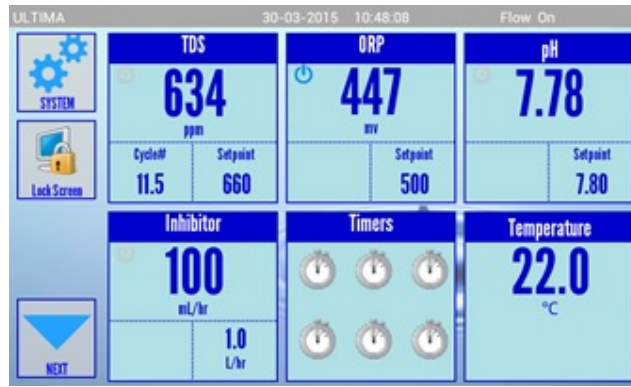 ULTIMA 30-03-2015 10:48:08 Flow On
SYSTEM
Lock Screen
NEXT
TDS
634
ppm
Cycle# Setpoint
11.5 660
ORP
447
mv
Setpoint
500
pH
7.78
Setpoint
7.80
Inhibitor
100
mL/hr
1.0
L/hr
Timers
Temperature
22.0
°C